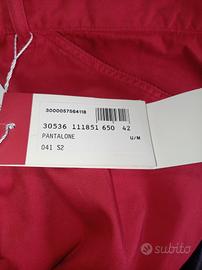 3000057564118
30536 111851 650 42
PANTALONE U/M
041 S2
subito